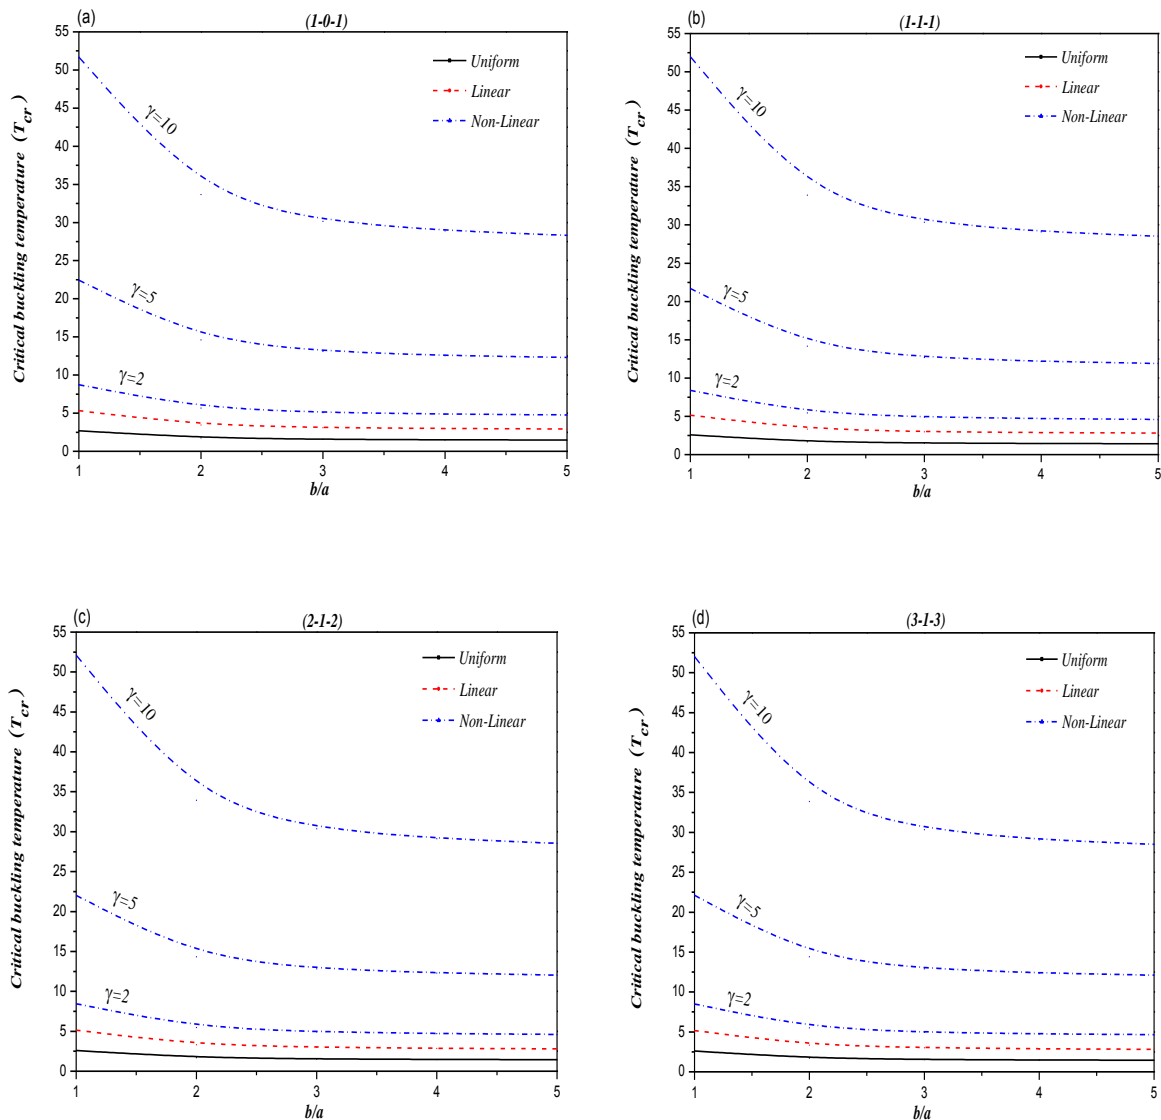 (a) (1-0-1)
55
50
45
40
35
30
25
20
15
10
5
0
Critical buckling temperature (T_cr)
Uniform
Linear
Non-Linear
γ=10
γ=5
γ=2
1 2 3 4 5
b/a
(b) (1-1-1)
55
50
45
40
35
30
25
20
15
10
5
0
Critical buckling temperature (T_cr)
Uniform
Linear
Non-Linear
γ=10
γ=5
γ=2
1 2 3 4 5
b/a
(c) (2-1-2)
55
50
45
40
35
30
25
20
15
10
5
0
Critical buckling temperature (T_cr)
Uniform
Linear
Non-Linear
γ=10
γ=5
γ=2
1 2 3 4 5
b/a
(d) (3-1-3)
55
50
45
40
35
30
25
20
15
10
5
0
Critical buckling temperature (T_cr)
Uniform
Linear
Non-Linear
γ=10
γ=5
γ=2
1 2 3 4 5
b/a